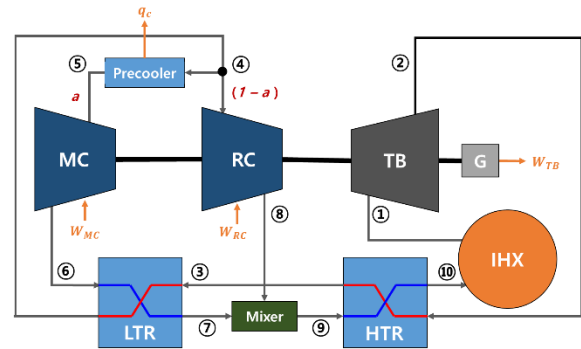 q_c
⑤
Precooler
④
②
a
(1 − a)
MC
RC
TB
G
W_TB
①
⑧
W_MC
W_RC
⑥
③
⑩
IHX
⑦
Mixer
⑨
LTR
HTR